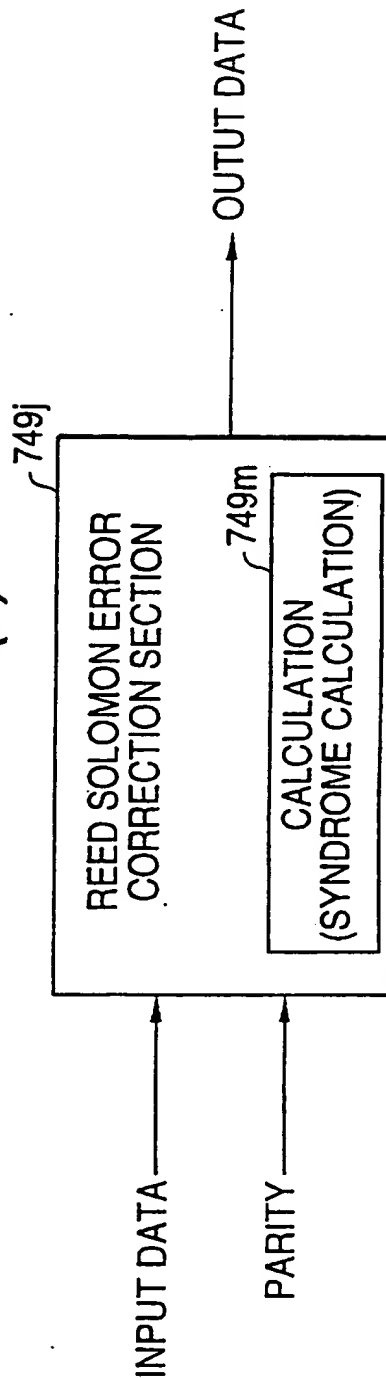 749j
REED SOLOMON ERROR
CORRECTION SECTION
749m
CALCULATION
(SYNDROME CALCULATION)
INPUT DATA
PARITY
OUTUT DATA